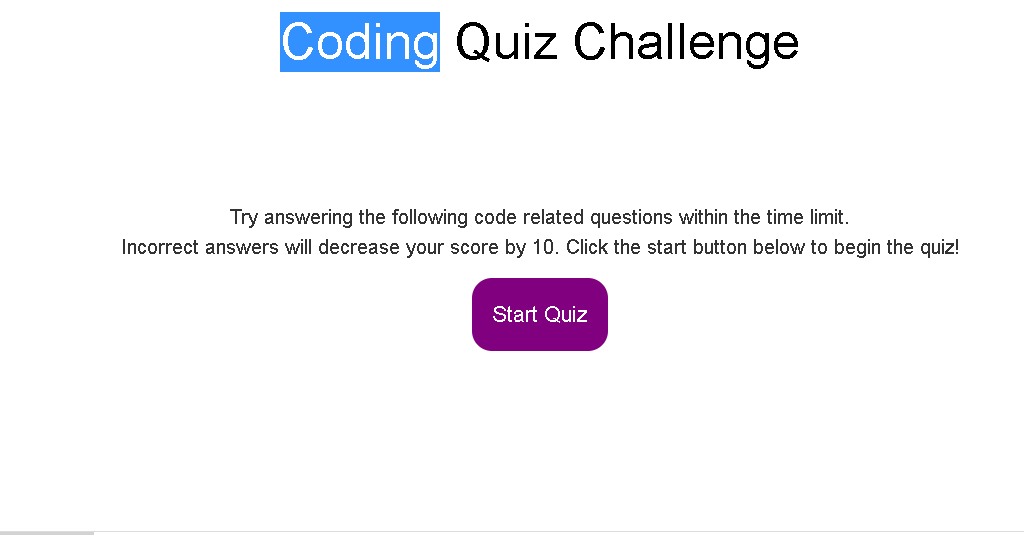 Coding Quiz Challenge
Try answering the following code related questions within the time limit.
Incorrect answers will decrease your score by 10. Click the start button below to begin the quiz!
Start Quiz